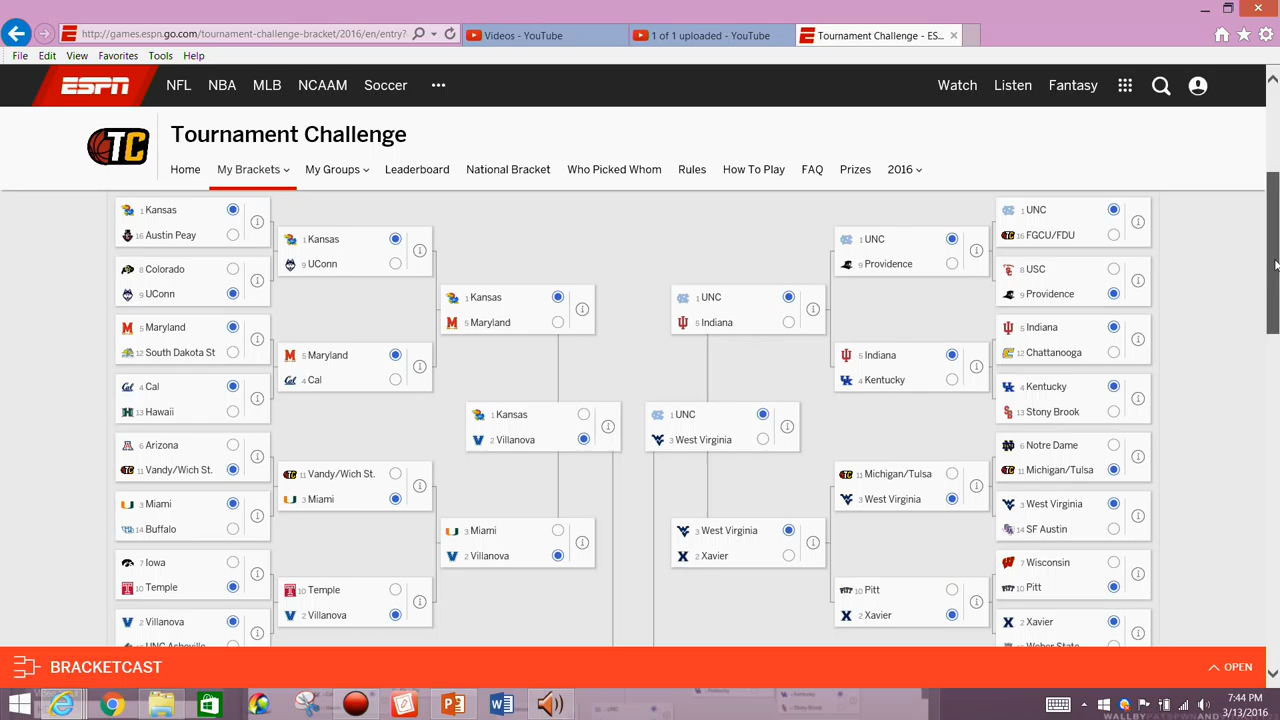 http://games.espn.go.com/tournament-challenge-bracket/2016/en/entry?
Videos - YouTube
1 of 1 uploaded - YouTube
Tournament Challenge - ES...
File Edit View Favorites Tools Help
ESPN NFL NBA MLB NCAAM Soccer ••• Watch Listen Fantasy
TC
Tournament Challenge
Home My Brackets My Groups Leaderboard National Bracket Who Picked Whom Rules How To Play FAQ Prizes 2016
1 Kansas
16 Austin Peay
8 Colorado
9 UConn
5 Maryland
12 South Dakota St
4 Cal
13 Hawaii
6 Arizona
11 Vandy/Wich St.
3 Miami
14 Buffalo
7 Iowa
10 Temple
2 Villanova
1 Kansas
9 UConn
5 Maryland
4 Cal
11 Vandy/Wich St.
3 Miami
10 Temple
2 Villanova
1 Kansas
5 Maryland
3 Miami
2 Villanova
1 Kansas
2 Villanova
1 UNC
3 West Virginia
1 UNC
5 Indiana
3 West Virginia
2 Xavier
1 UNC
9 Providence
5 Indiana
4 Kentucky
11 Michigan/Tulsa
3 West Virginia
10 Pitt
2 Xavier
1 UNC
16 FGCU/FDU
8 USC
9 Providence
5 Indiana
12 Chattanooga
4 Kentucky
13 Stony Brook
6 Notre Dame
11 Michigan/Tulsa
3 West Virginia
14 SF Austin
7 Wisconsin
10 Pitt
2 Xavier
BRACKETCAST
OPEN
7:44 PM
3/13/2016